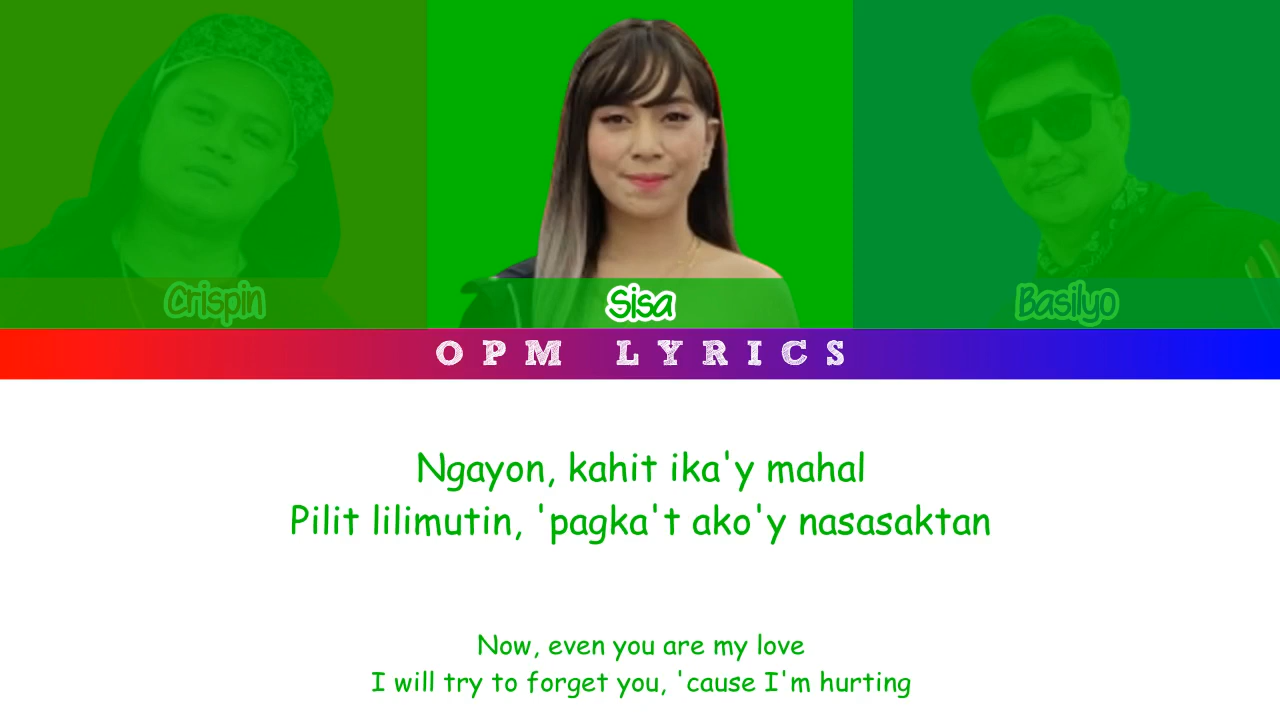 Crispin
Sisa
Basilyo
OPM LYRICS
Ngayon, kahit ika'y mahal
Pilit lilimutin, 'pagka't ako'y nasasaktan
Now, even you are my love
I will try to forget you, 'cause I'm hurting